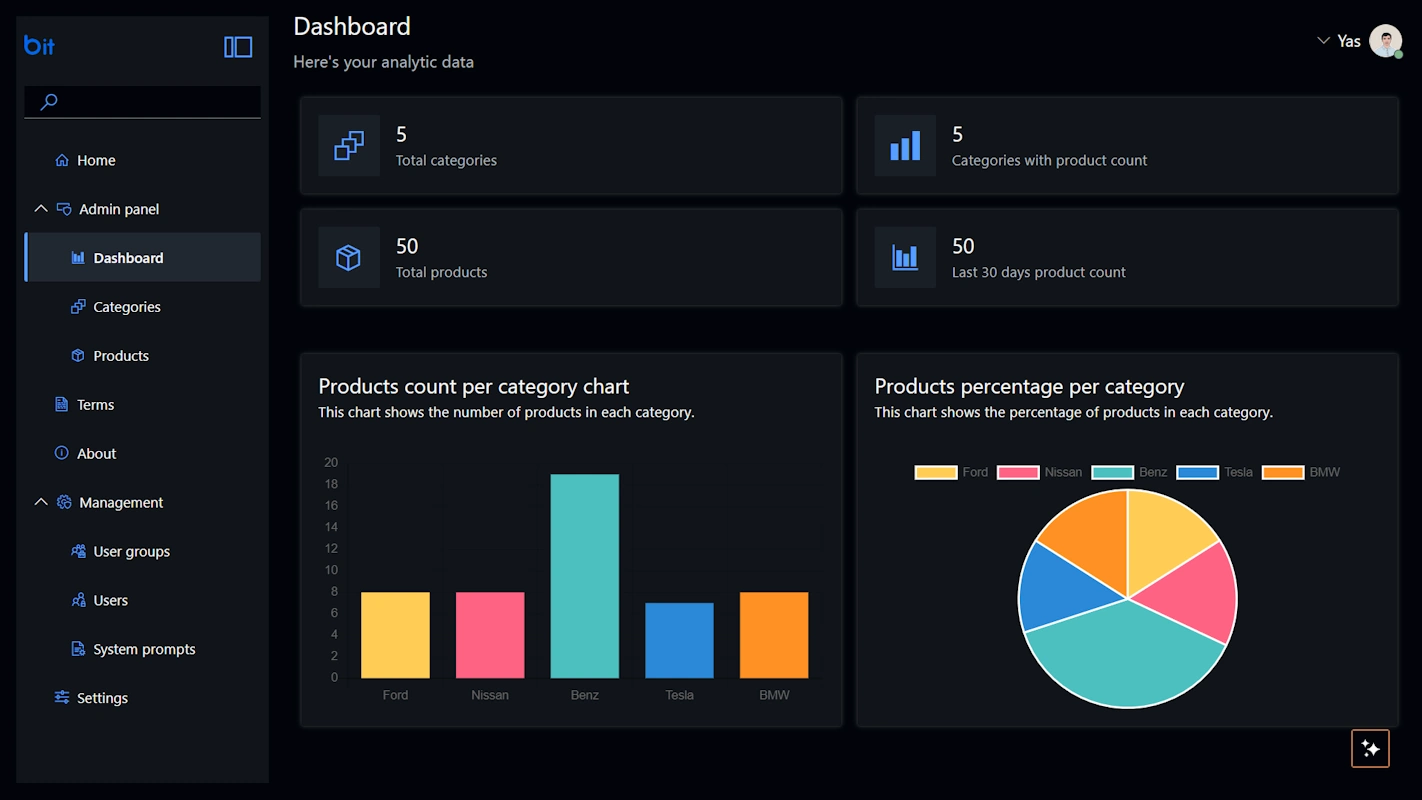 bit
Home
Admin panel
Dashboard
Categories
Products
Terms
About
Management
User groups
Users
System prompts
Settings
Dashboard
Here's your analytic data
Yas
5
Total categories
5
Categories with product count
50
Total products
50
Last 30 days product count
Products count per category chart
This chart shows the number of products in each category.
20
18
16
14
12
10
8
6
4
2
0
Ford Nissan Benz Tesla BMW
Products percentage per category
This chart shows the percentage of products in each category.
Ford Nissan Benz Tesla BMW